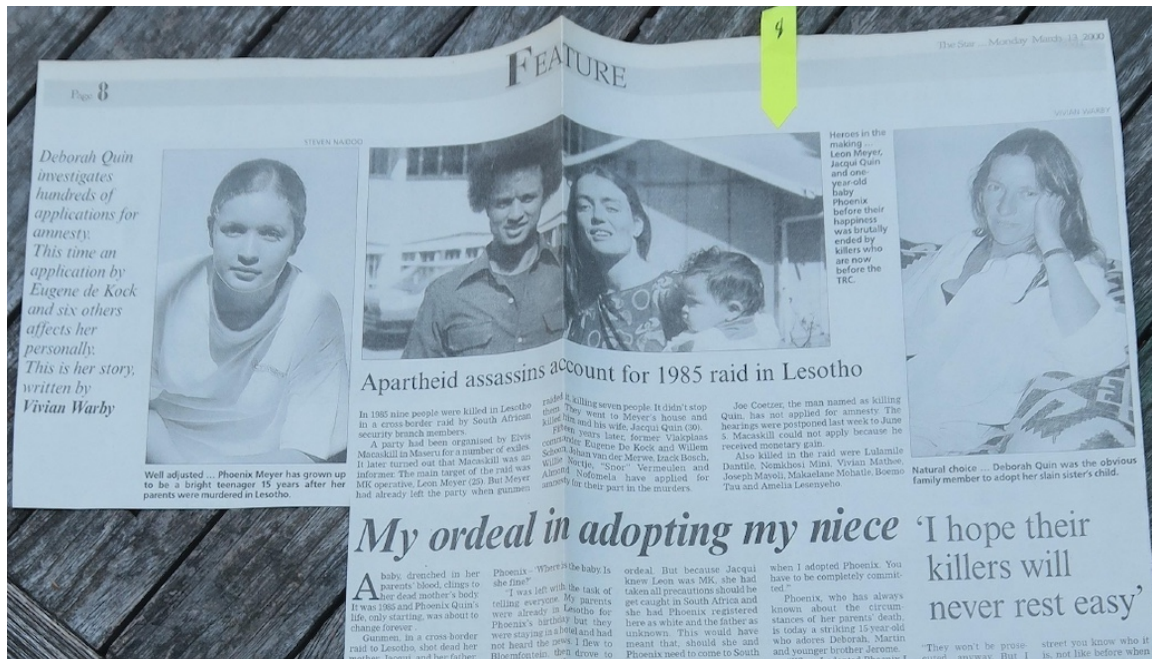 The Star ... Monday March 13 2000
Page 8
FEATURE
Deborah Quin
investigates
hundreds of
applications for
amnesty.
This time an
application by
Eugene de Kock
and six others
affects her
personally.
This is her story,
written by
Vivian Warby
STEVEN NAIDOO
Well adjusted ... Phoenix Meyer has grown up
to be a bright teenager 15 years after her
parents were murdered in Lesotho.
Heroes in the
making ...
Leon Meyer,
Jacqui Quin
and one-
year-old
baby
Phoenix
before their
happiness
was brutally
ended by
killers who
are now
before the
TRC.
VIVIAN WARBY
Natural choice ... Deborah Quin was the obvious
family member to adopt her slain sister's child.
Apartheid assassins account for 1985 raid in Lesotho
In 1985 nine people were killed in Lesotho
in a cross-border raid by South African
security branch members.
A party had been organised by Elvis
Macaskill in Maseru for a number of exiles.
It later turned out that Macaskill was an
informer. The main target of the raid was
MK operative, Leon Meyer (25). But Meyer
had already left the party when gunmen
raided it, killing seven people. It didn't stop
them. They went to Meyer's house and
killed him and his wife, Jacqui Quin (30).
Fifteen years later, former Vlakplaas
commander Eugene De Kock and Willem
Schoon, Johan van der Merwe, Izack Bosch,
Willie Nortje, "Snor" Vermeulen and
Almond Nofomela have applied for
amnesty for their part in the murders.
Joe Coetzer, the man named as killing
Quin, has not applied for amnesty. The
hearings were postponed last week to June
5. Macaskill could not apply because he
received monetary gain.
Also killed in the raid were Lulamile
Dantile, Nomkhosi Mini, Vivian Mathee,
Joseph Mayoli, Makaelane Mohatle, Boemo
Tau and Amelia Lesenyeho.
My ordeal in adopting my niece
A baby, drenched in her
parents' blood, clings to
her dead mother's body.
It was 1985 and Phoenix Quin's
life, only starting, was about to
change forever.
Gunmen, in a cross-border
raid to Lesotho, shot dead her
mother, Jacqui, and her father,
Phoenix - 'Where is the baby. Is
she fine?'
"I was left with the task of
telling everyone. My parents
were already in Lesotho for
Phoenix's birthday but they
were staying in a hotel and had
not heard the news. I flew to
Bloemfontein, then drove to
ordeal. But because Jacqui
knew Leon was MK, she had
taken all precautions should he
get caught in South Africa and
she had Phoenix registered
here as white and the father as
unknown. This would have
meant that, should she and
Phoenix need to come to South
when I adopted Phoenix. You
have to be completely commit-
ted."
Phoenix, who has always
known about the circum-
stances of her parents' death,
is today a striking 15-year-old
who adores Deborah, Martin
and younger brother Jerome.
'I hope their
killers will
never rest easy'
"They won't be prose-
anyway. But I
street you know it
is, not like before when